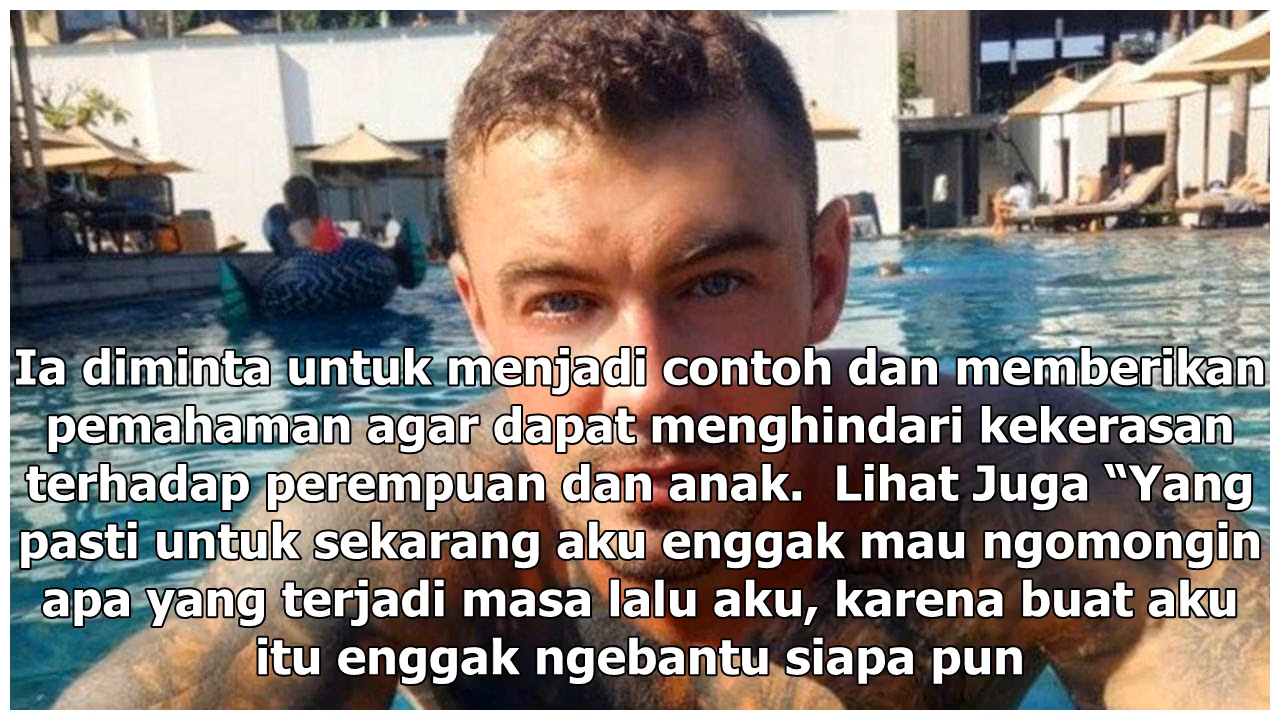 Ia diminta untuk menjadi contoh dan memberikan
pemahaman agar dapat menghindari kekerasan
terhadap perempuan dan anak.  Lihat Juga “Yang
pasti untuk sekarang aku enggak mau ngomongin
apa yang terjadi masa lalu aku, karena buat aku
itu enggak ngebantu siapa pun